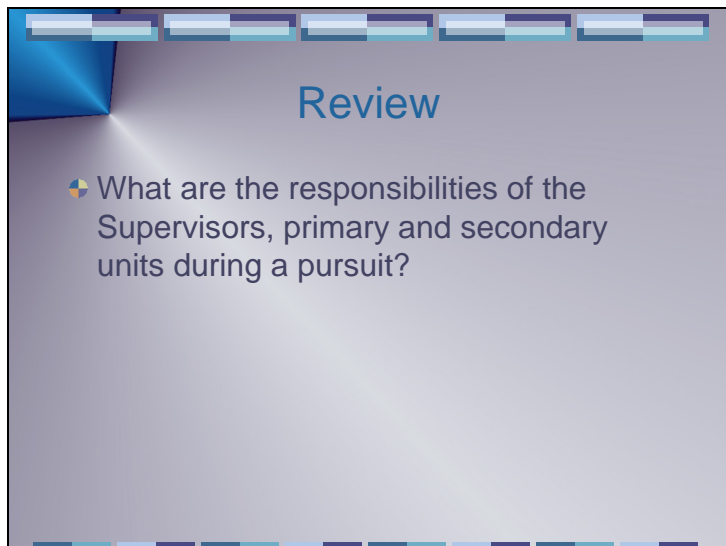 Review
What are the responsibilities of the
Supervisors, primary and secondary
units during a pursuit?